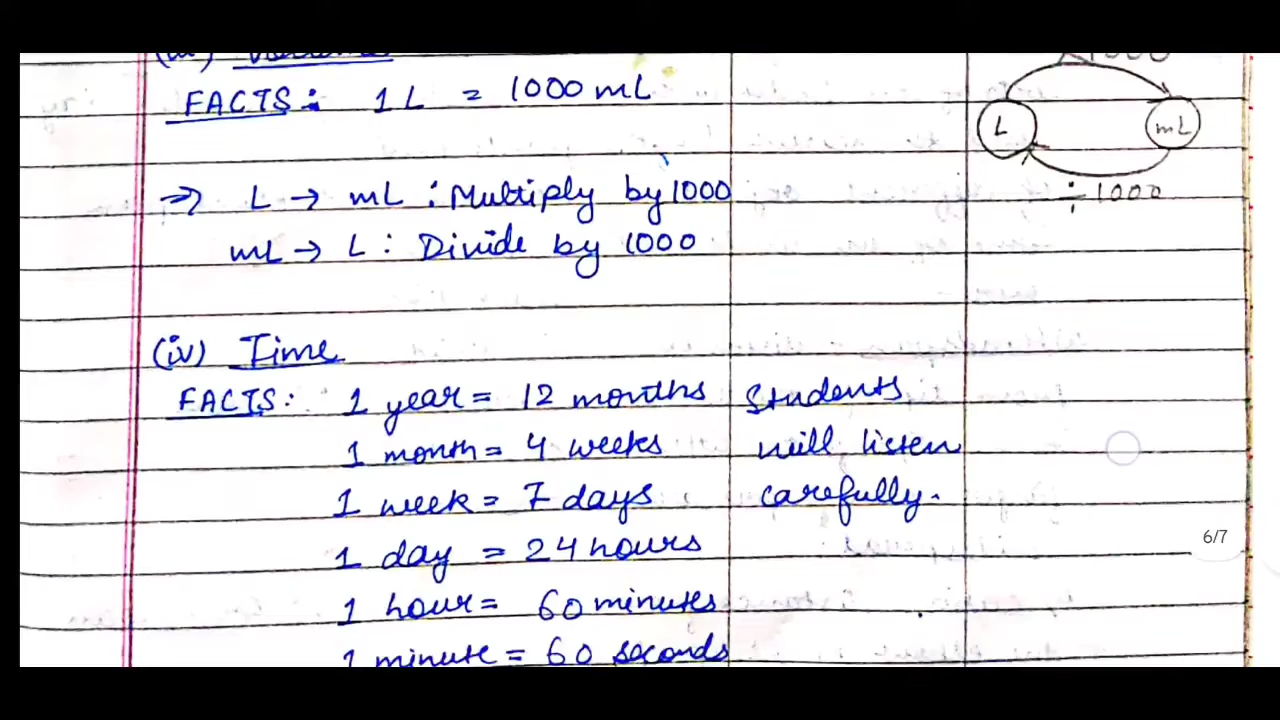 FACTS: 1 L = 1000 mL
⇒ L → mL : Multiply by 1000
mL → L : Divide by 1000
(iv) Time
FACTS: 1 year = 12 months
1 month = 4 weeks
1 week = 7 days
1 day = 24 hours
1 hour = 60 minutes
1 minute = 60 seconds
Students
will listen
carefully.
×1000
L
mL
÷ 1000
6/7